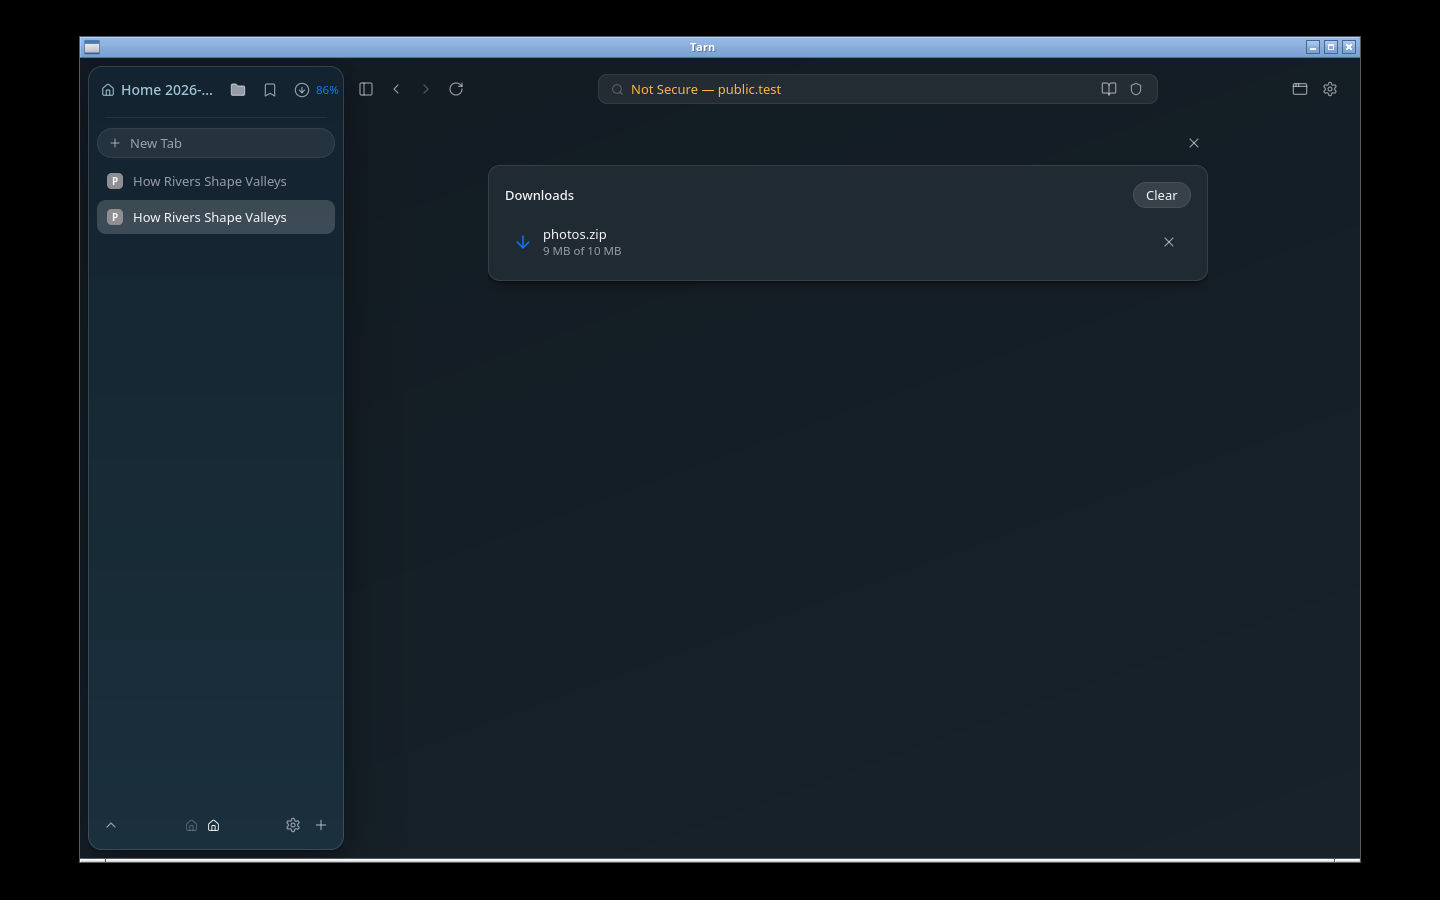 Tarn
Home 2026-...
86%
Not Secure — public.test
New Tab
P How Rivers Shape Valleys
P How Rivers Shape Valleys
Downloads
Clear
photos.zip
9 MB of 10 MB